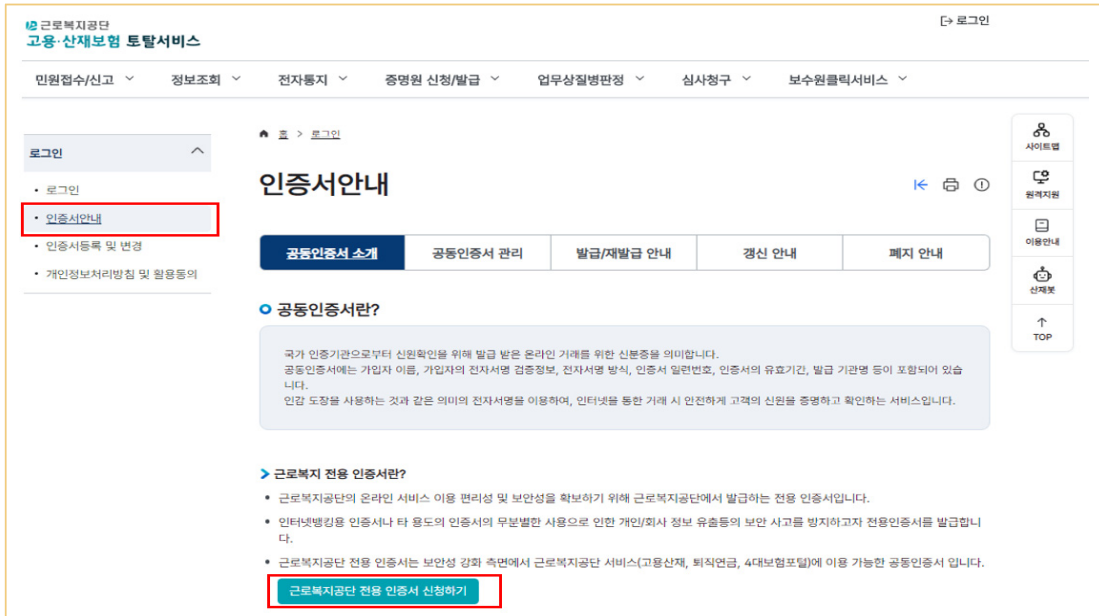 근로복지공단
로그인
고용·산재보험 토탈서비스
민원접수/신고 정보조회 전자통지 증명원 신청/발급 업무상질병판정 심사청구 보수원클릭서비스
로그인
• 로그인
• 인증서안내
• 인증서등록 및 변경
• 개인정보처리방침 및 활용동의
홈 > 로그인
인증서안내
공동인증서 소개 공동인증서 관리 발급/재발급 안내 갱신 안내 폐지 안내
공동인증서란?
국가 인증기관으로부터 신원확인을 위해 발급 받은 온라인 거래를 위한 신분증을 의미합니다.
공동인증서에는 가입자 이름, 가입자의 전자서명 검증정보, 전자서명 방식, 인증서 일련번호, 인증서의 유효기간, 발급 기관명 등이 포함되어 있습
니다.
인감 도장을 사용하는 것과 같은 의미의 전자서명을 이용하여, 인터넷을 통한 거래 시 안전하게 고객의 신원을 증명하고 확인하는 서비스입니다.
근로복지 전용 인증서란?
• 근로복지공단의 온라인 서비스 이용 편리성 및 보안성을 확보하기 위해 근로복지공단에서 발급하는 전용 인증서입니다.
• 인터넷뱅킹용 인증서나 타 용도의 인증서의 무분별한 사용으로 인한 개인/회사 정보 유출등의 보안 사고를 방지하고자 전용인증서를 발급합니
다.
• 근로복지공단 전용 인증서는 보안성 강화 측면에서 근로복지공단 서비스(고용산재, 퇴직연금, 4대보험포털)에 이용 가능한 공동인증서 입니다.
근로복지공단 전용 인증서 신청하기
사이트맵
원격지원
이용안내
산재봇
TOP